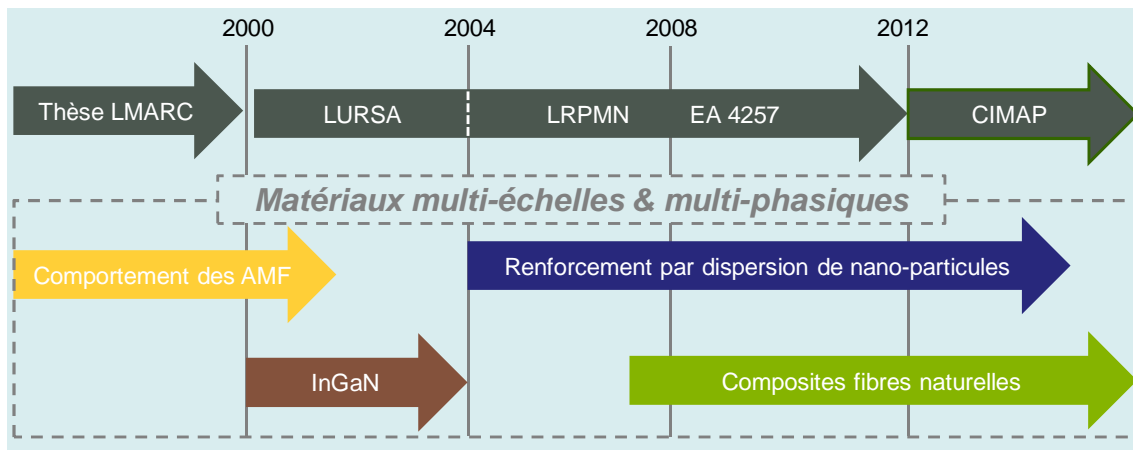 2000 2004 2008 2012
Thèse LMARC LURSA LRPMN EA 4257 CIMAP
Matériaux multi-échelles & multi-phasiques
Comportement des AMF Renforcement par dispersion de nano-particules
InGaN Composites fibres naturelles